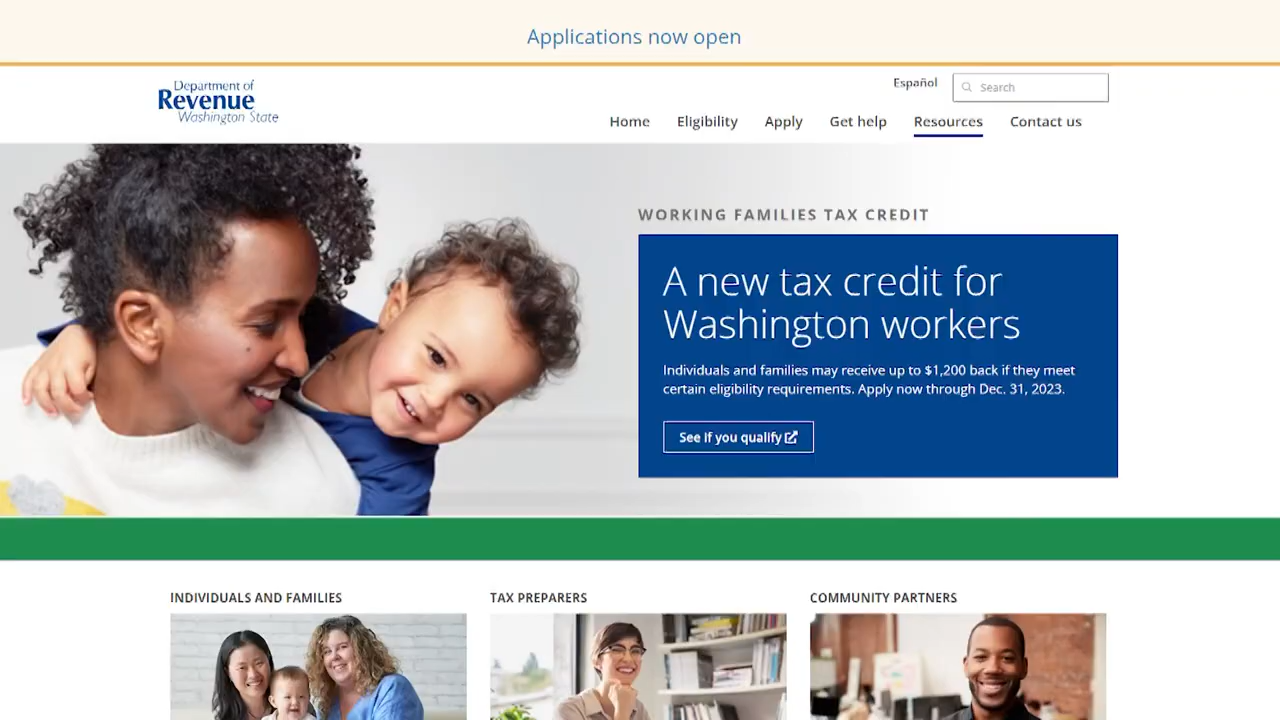 Applications now open
Department of
Revenue
Washington State
Español
Search
Home Eligibility Apply Get help Resources Contact us
WORKING FAMILIES TAX CREDIT
A new tax credit for
Washington workers
Individuals and families may receive up to $1,200 back if they meet
certain eligibility requirements. Apply now through Dec. 31, 2023.
See if you qualify
INDIVIDUALS AND FAMILIES
TAX PREPARERS
COMMUNITY PARTNERS